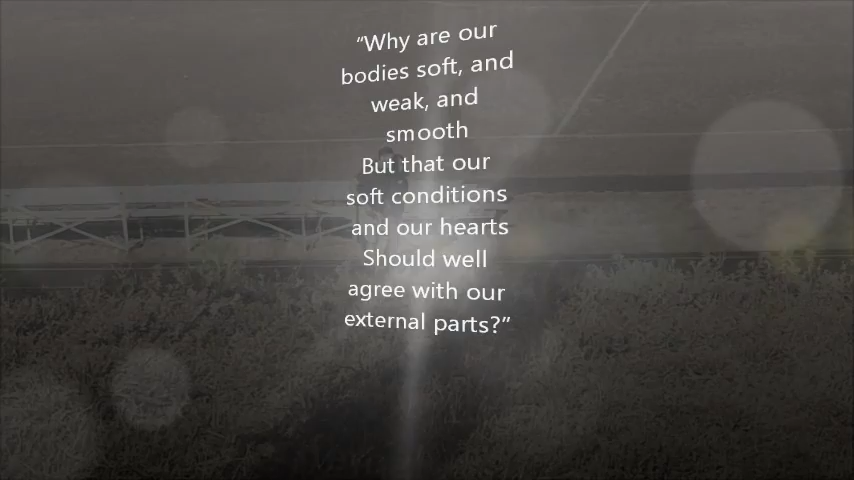 “Why are our
bodies soft, and
weak, and
smooth
But that our
soft conditions
and our hearts
Should well
agree with our
external parts?”